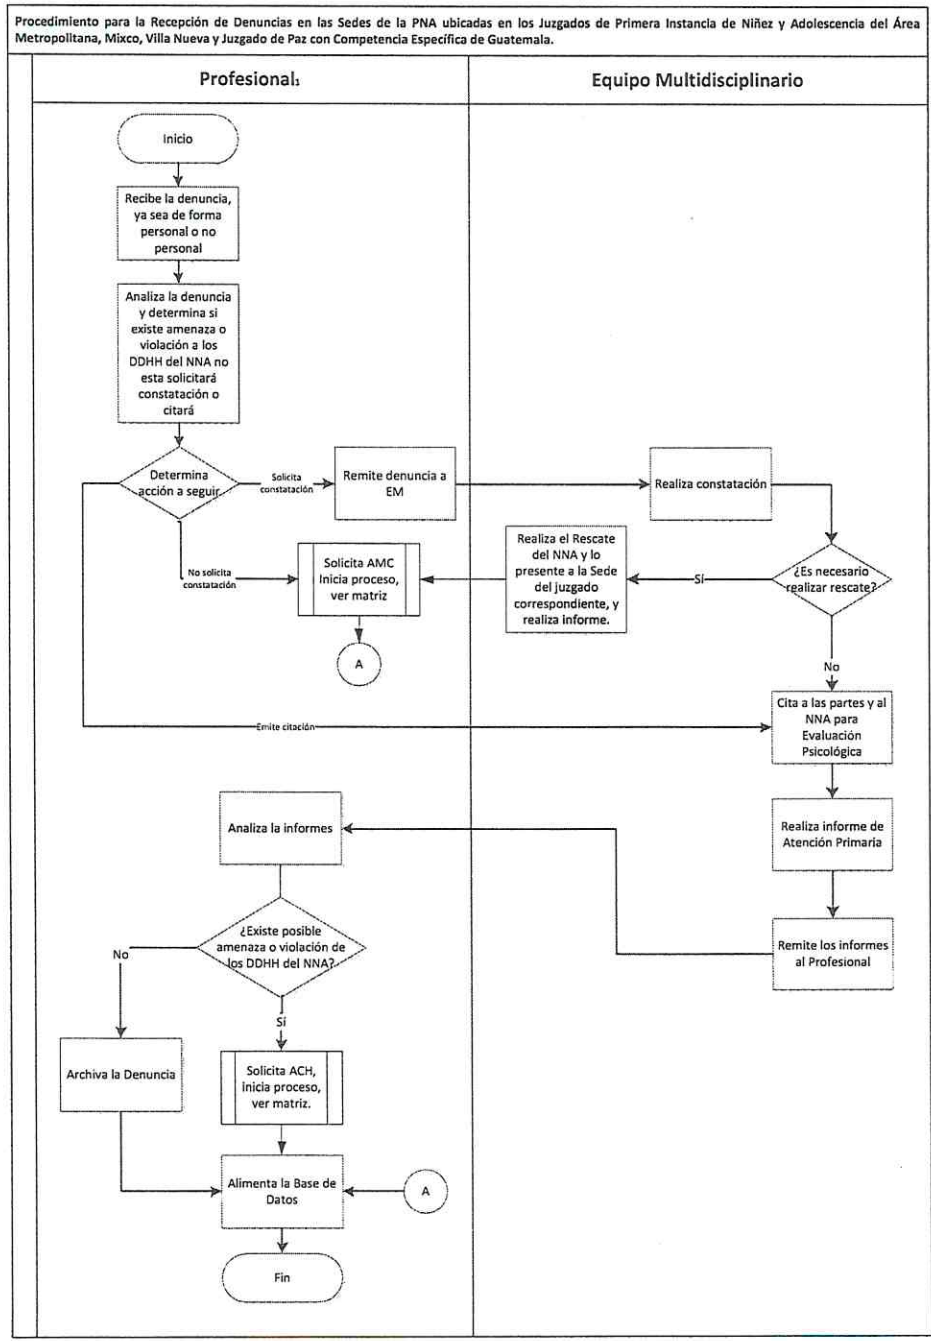 Procedimiento para la Recepción de Denuncias en las Sedes de la PNA ubicadas en los Juzgados de Primera Instancia de Niñez y Adolescencia del Área
Metropolitana, Mixco, Villa Nueva y Juzgado de Paz con Competencia Específica de Guatemala.
Profesional₁
Equipo Multidisciplinario
Inicio
Recibe la denuncia,
ya sea de forma
personal o no
personal
Analiza la denuncia
y determina si
existe amenaza o
violación a los
DDHH del NNA no
esta solicitará
constatación o
citará
Determina
acción a seguir
Solicita
constatación
Remite denuncia a
EM
Realiza constatación
No solicita
constatación
Solicita AMC
Inicia proceso,
ver matriz
Realiza el Rescate
del NNA y lo
presente a la Sede
del juzgado
correspondiente, y
realiza informe.
Sí
¿Es necesario
realizar rescate?
A
No
Emite citación
Cita a las partes y al
NNA para
Evaluación
Psicológica
Analiza la informes
Realiza informe de
Atención Primaria
¿Existe posible
amenaza o violación de
los DDHH del NNA?
Remite los informes
al Profesional
No
Sí
Archiva la Denuncia
Solicita ACH,
inicia proceso,
ver matriz.
Alimenta la Base de
Datos
A
Fin